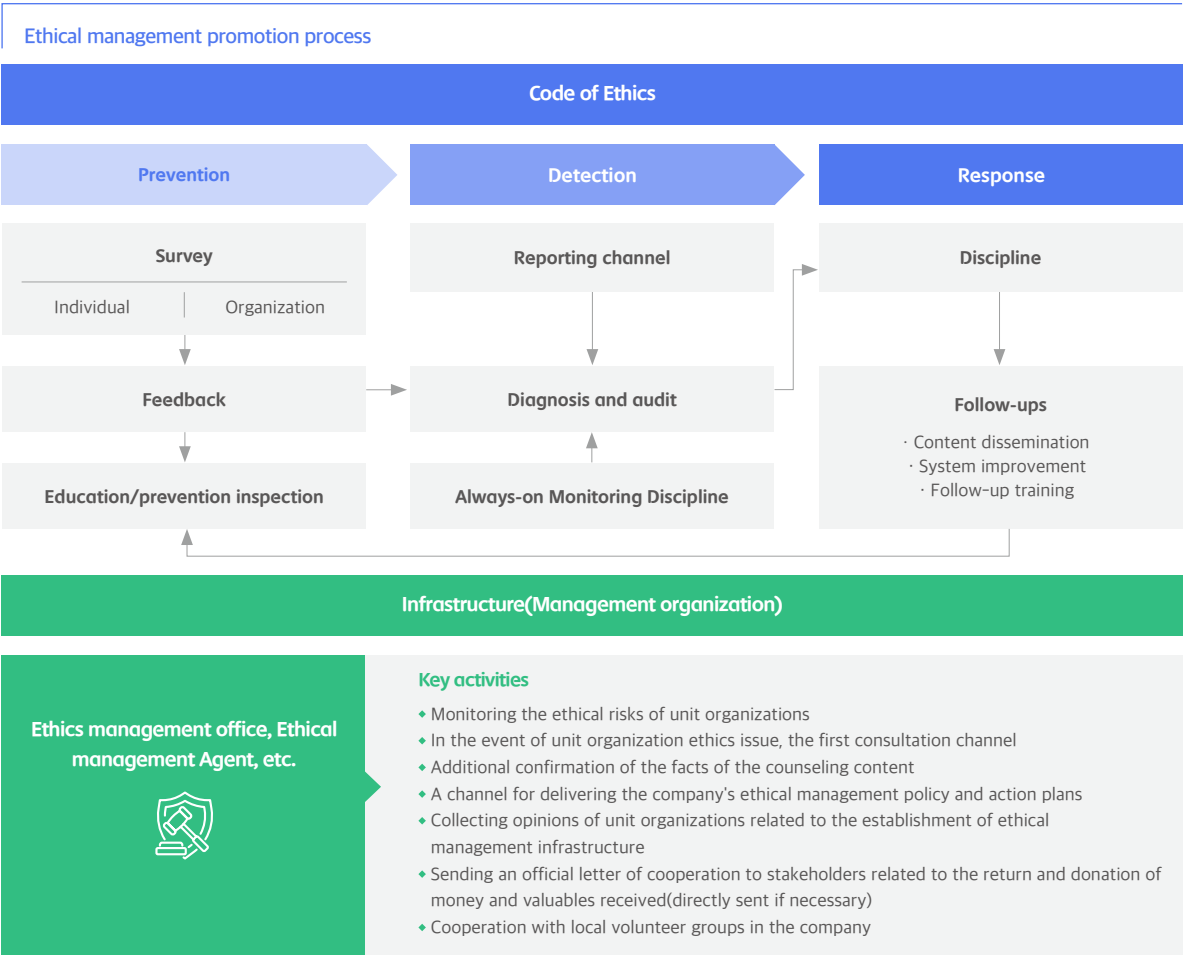 Ethical management promotion process
Code of Ethics
Prevention
Detection
Response
Survey
Individual
Organization
Feedback
Education/prevention inspection
Reporting channel
Diagnosis and audit
Always-on Monitoring Discipline
Discipline
Follow-ups
· Content dissemination
· System improvement
· Follow-up training
Infrastructure(Management organization)
Ethics management office, Ethical
management Agent, etc.
Key activities
◆ Monitoring the ethical risks of unit organizations
◆ In the event of unit organization ethics issue, the first consultation channel
◆ Additional confirmation of the facts of the counseling content
◆ A channel for delivering the company's ethical management policy and action plans
◆ Collecting opinions of unit organizations related to the establishment of ethical
management infrastructure
◆ Sending an official letter of cooperation to stakeholders related to the return and donation of
money and valuables received(directly sent if necessary)
◆ Cooperation with local volunteer groups in the company